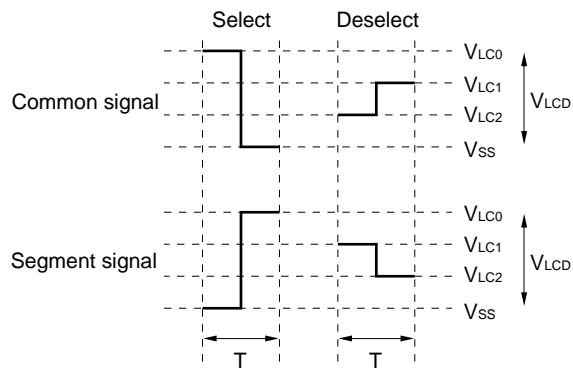 Select Deselect
VLC0
VLC1
Common signal
VLCD
VLC2
VSS
VLC0
VLC1
Segment signal
VLCD
VLC2
VSS
T T